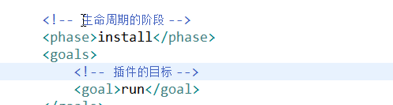 <!-- 生命周期的阶段 -->
<phase>install</phase>
<goals>
<!-- 插件的目标 -->
<goal>run</goal>
</goals>